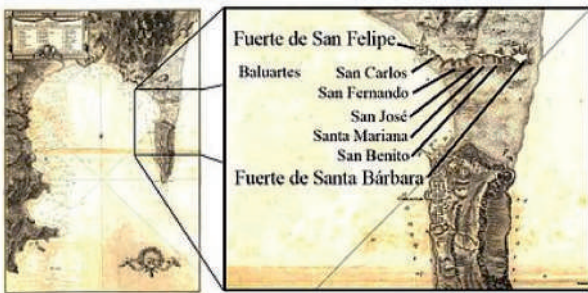 Fuerte de San Felipe
Baluartes San Carlos
San Fernando
San José
Santa Mariana
San Benito
Fuerte de Santa Bárbara